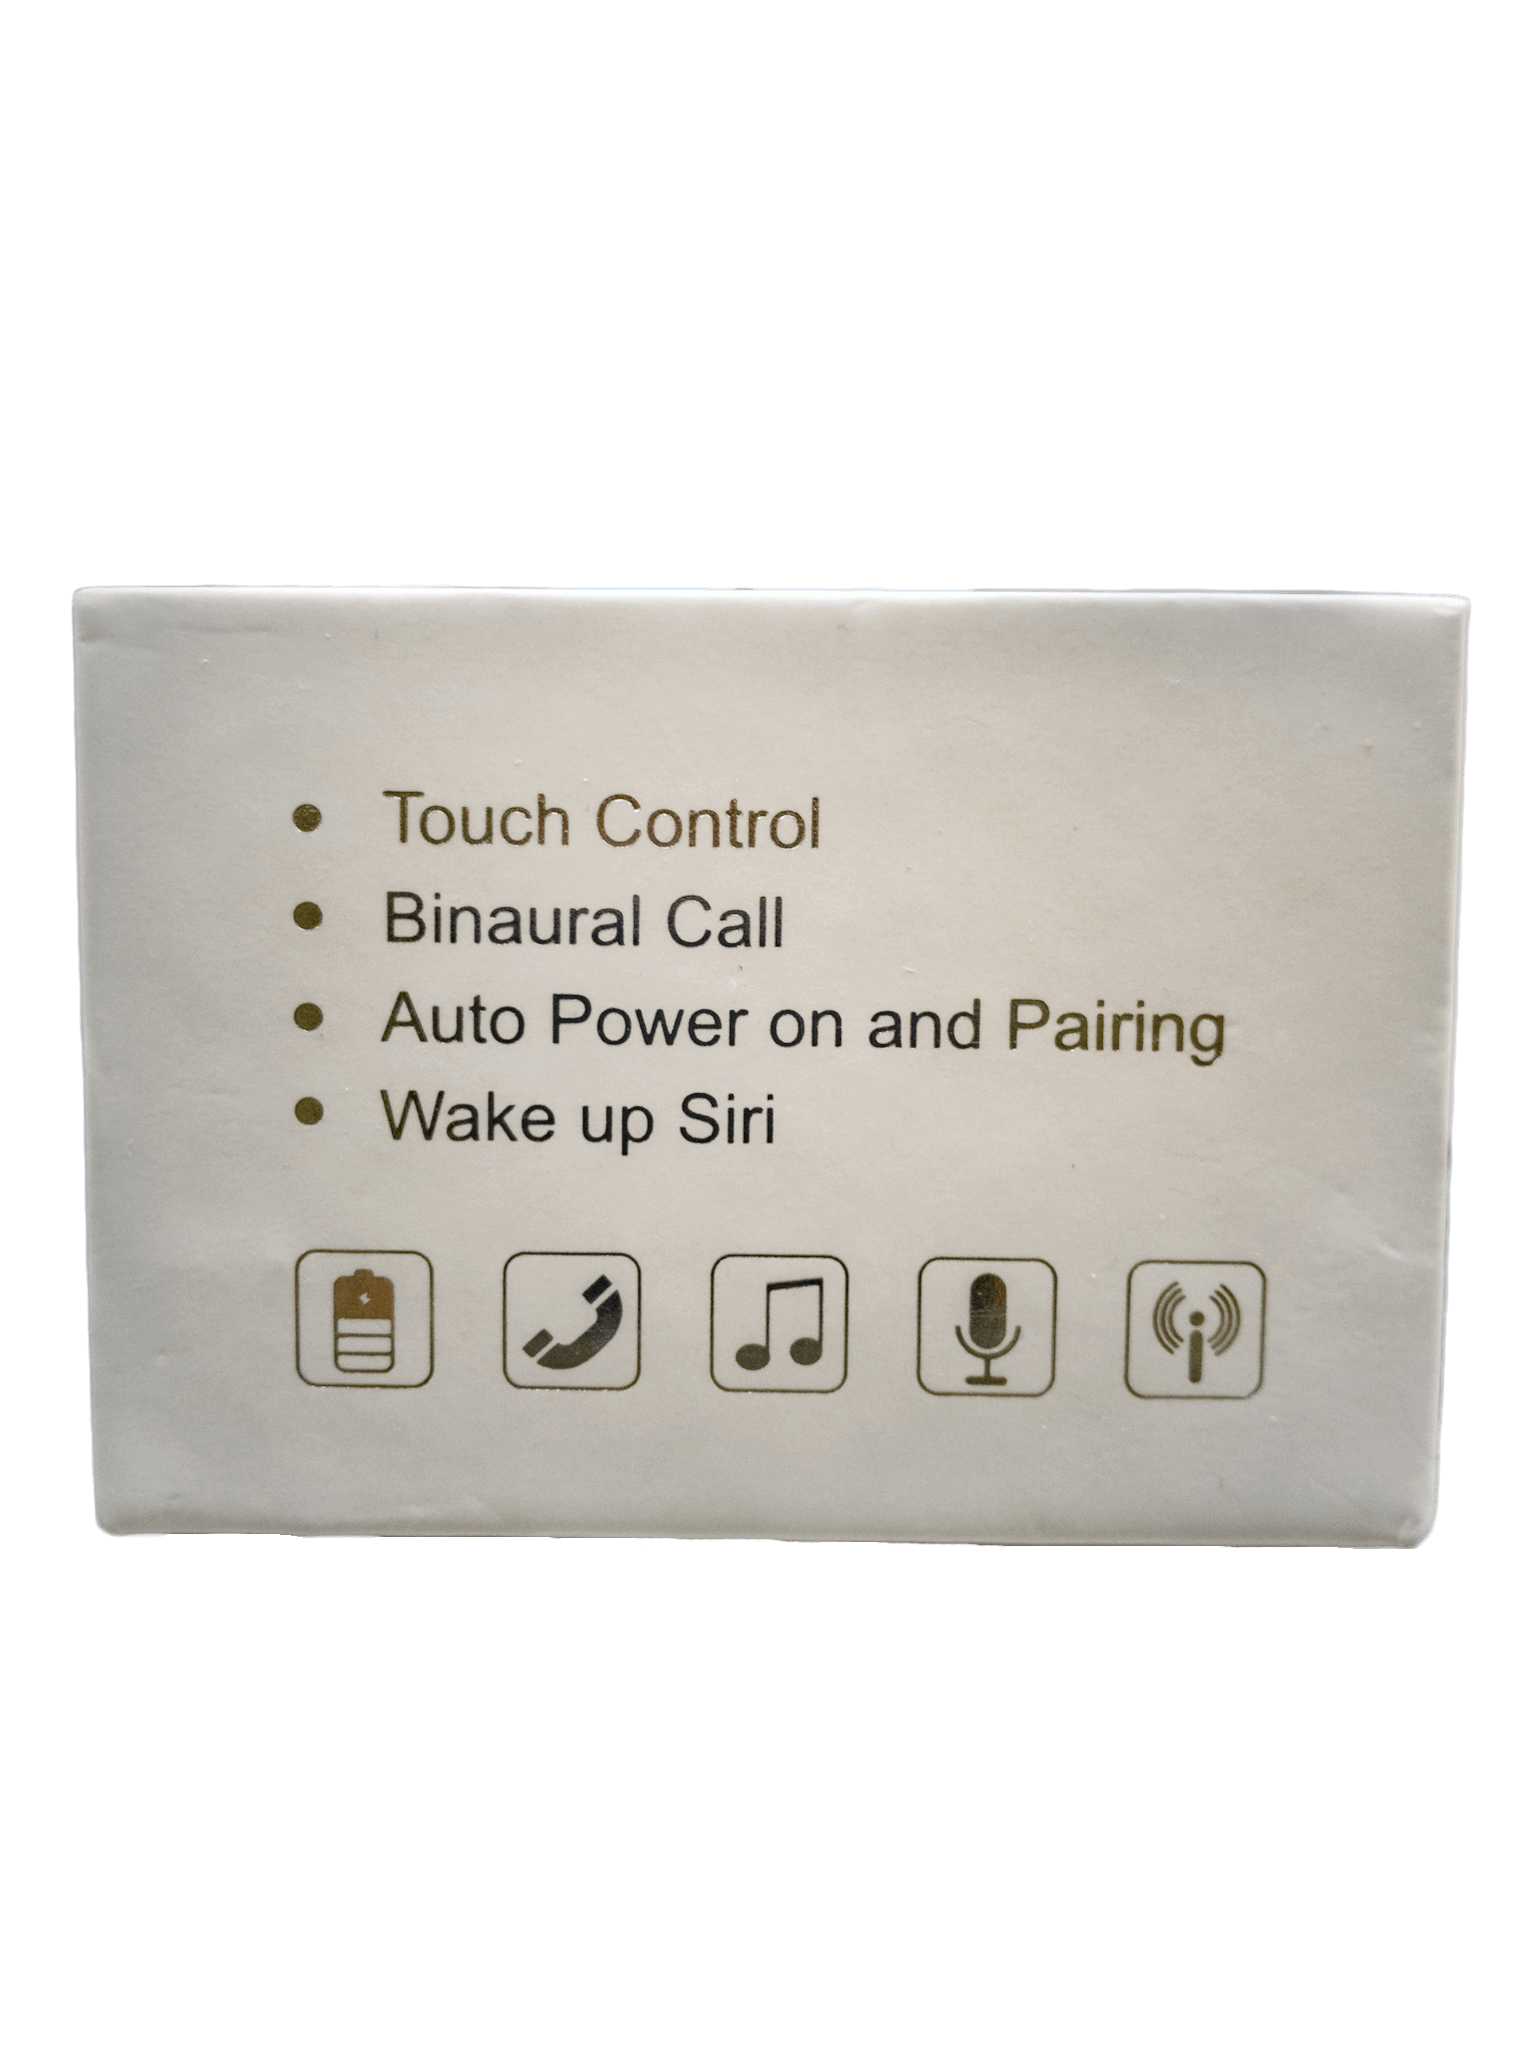 • Touch Control
• Binaural Call
• Auto Power on and Pairing
• Wake up Siri